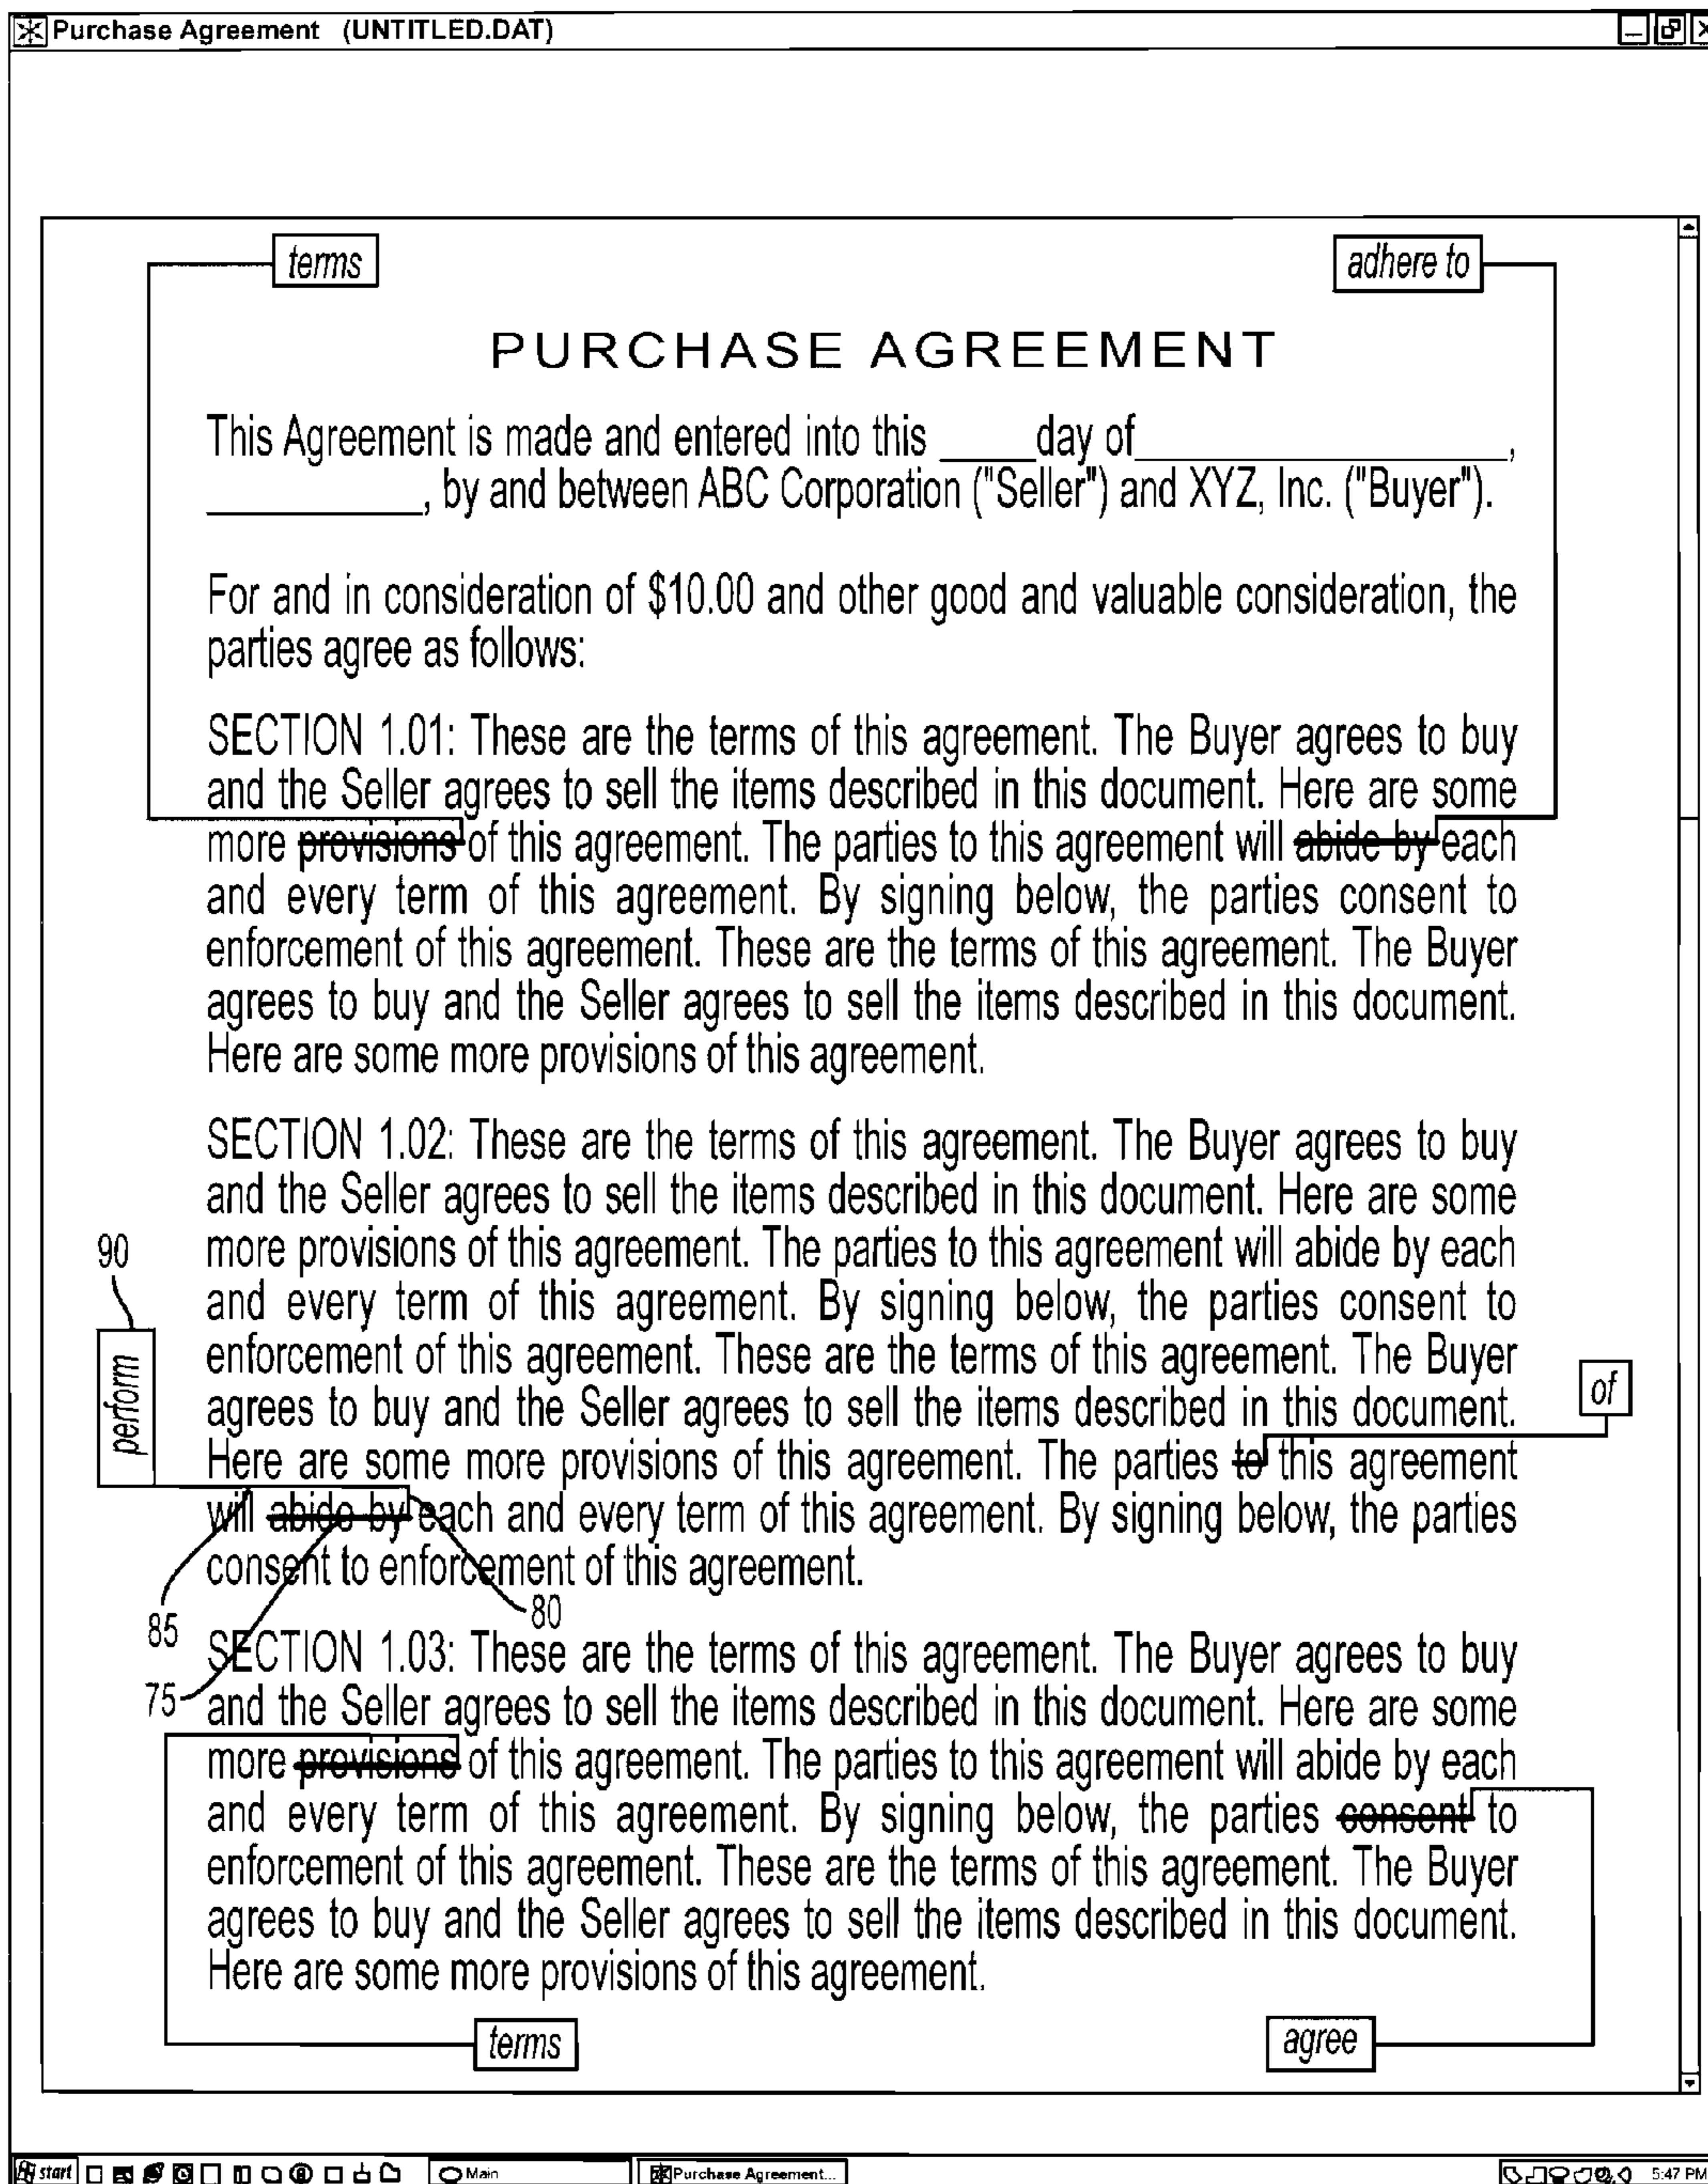 Purchase Agreement (UNTITLED.DAT)
terms
adhere to
PURCHASE AGREEMENT
This Agreement is made and entered into this _____day of____________________,
____________, by and between ABC Corporation ("Seller") and XYZ, Inc. ("Buyer").
For and in consideration of $10.00 and other good and valuable consideration, the
parties agree as follows:
SECTION 1.01: These are the terms of this agreement. The Buyer agrees to buy
and the Seller agrees to sell the items described in this document. Here are some
more provisions of this agreement. The parties to this agreement will abide by each
and every term of this agreement. By signing below, the parties consent to
enforcement of this agreement. These are the terms of this agreement. The Buyer
agrees to buy and the Seller agrees to sell the items described in this document.
Here are some more provisions of this agreement.
SECTION 1.02: These are the terms of this agreement. The Buyer agrees to buy
and the Seller agrees to sell the items described in this document. Here are some
90
more provisions of this agreement. The parties to this agreement will abide by each
and every term of this agreement. By signing below, the parties consent to
perform
enforcement of this agreement. These are the terms of this agreement. The Buyer
agrees to buy and the Seller agrees to sell the items described in this document.
of
Here are some more provisions of this agreement. The parties to this agreement
will abide by each and every term of this agreement. By signing below, the parties
consent to enforcement of this agreement.
80
85
SECTION 1.03: These are the terms of this agreement. The Buyer agrees to buy
75
and the Seller agrees to sell the items described in this document. Here are some
more provisions of this agreement. The parties to this agreement will abide by each
and every term of this agreement. By signing below, the parties consent to
enforcement of this agreement. These are the terms of this agreement. The Buyer
agrees to buy and the Seller agrees to sell the items described in this document.
Here are some more provisions of this agreement.
terms
agree
start
Main
Purchase Agreement...
5:47 PM